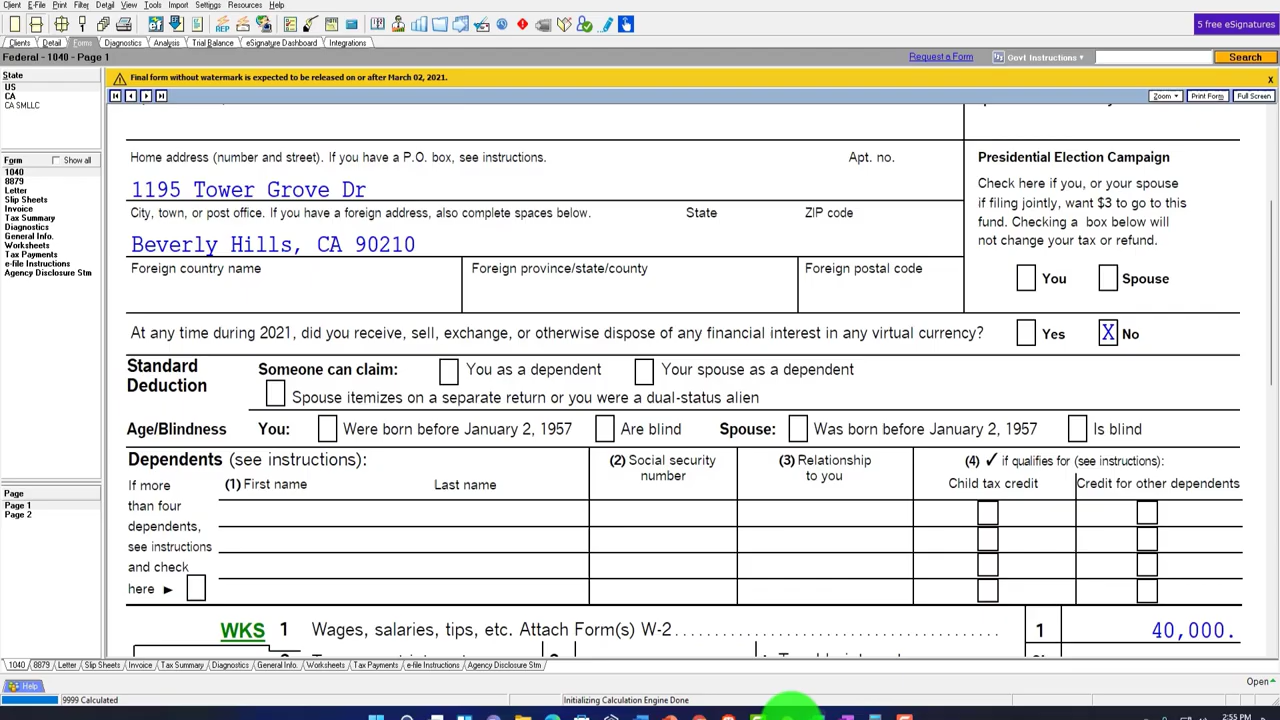 Client E-File Print Filter Detail View Tools Import Settings Resources Help
5 free eSignatures
Clients Detail Forms Diagnostics Analysis Trial Balance eSignature Dashboard Integrations
Federal - 1040 - Page 1
Request a Form
Govt Instructions
Search
State
US
CA
CA SMLLC
Final form without watermark is expected to be released on or after March 02, 2021.
X
Zoom
Print Form
Full Screen
Form Show all
1040
8879
Letter
Slip Sheets
Invoice
Tax Summary
Diagnostics
General Info.
Worksheets
Tax Payments
e-file Instructions
Agency Disclosure Stm
Page
Page 1
Page 2
Home address (number and street). If you have a P.O. box, see instructions. Apt. no.
1195 Tower Grove Dr
City, town, or post office. If you have a foreign address, also complete spaces below. State ZIP code
Beverly Hills, CA 90210
Foreign country name Foreign province/state/county Foreign postal code
Presidential Election Campaign
Check here if you, or your spouse
if filing jointly, want $3 to go to this
fund. Checking a box below will
not change your tax or refund.
You Spouse
At any time during 2021, did you receive, sell, exchange, or otherwise dispose of any financial interest in any virtual currency? Yes X No
Standard
Deduction
Someone can claim: You as a dependent Your spouse as a dependent
Spouse itemizes on a separate return or you were a dual-status alien
Age/Blindness You: Were born before January 2, 1957 Are blind Spouse: Was born before January 2, 1957 Is blind
Dependents (see instructions):
(2) Social security
number
(3) Relationship
to you
(4) ✓ if qualifies for (see instructions):
(1) First name Last name
Child tax credit Credit for other dependents
If more
than four
dependents,
see instructions
and check
here ►
WKS 1 Wages, salaries, tips, etc. Attach Form(s) W-2 1 40,000.
1040 8879 Letter Slip Sheets Invoice Tax Summary Diagnostics General Info. Worksheets Tax Payments e-file Instructions Agency Disclosure Stm
Help
Open
9999 Calculated
Initializing Calculation Engine Done
2:55 PM